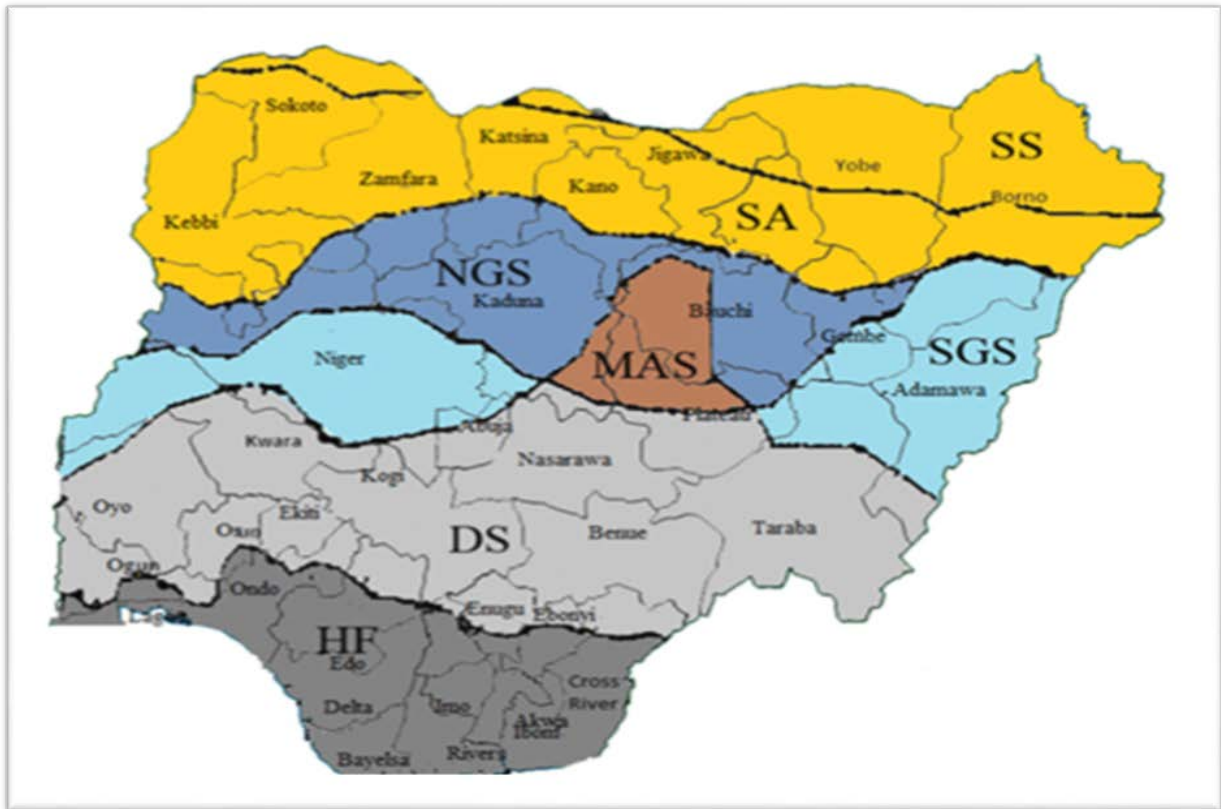 Sokoto
Katsina
Jigawa
SS
Yobe
Zamfara
Kano
Borno
SA
Kebbi
NGS
Kaduna
Bauchi
Gombe
SGS
Niger
MAS
Adamawa
Plateau
Abuja
Kwara
Nasarawa
Kogi
Oyo
Ekiti
Osun
DS
Benue
Taraba
Ogun
Ondo
Enugu
Ebonyi
Lagos
HF
Edo
Cross
River
Delta
Imo
Akwa
Ibom
Rivers
Bayelsa